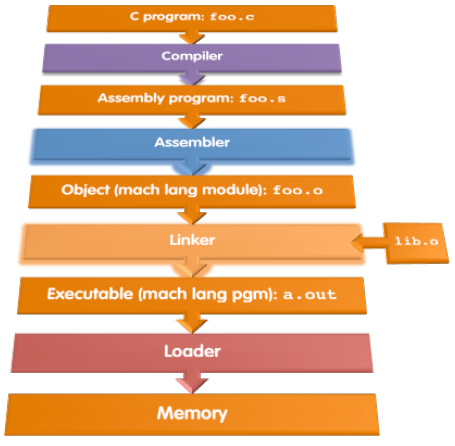 C program: foo.c
Compiler
Assembly program: foo.s
Assembler
Object (mach lang module): foo.o
Linker
lib.o
Executable (mach lang pgm): a.out
Loader
Memory